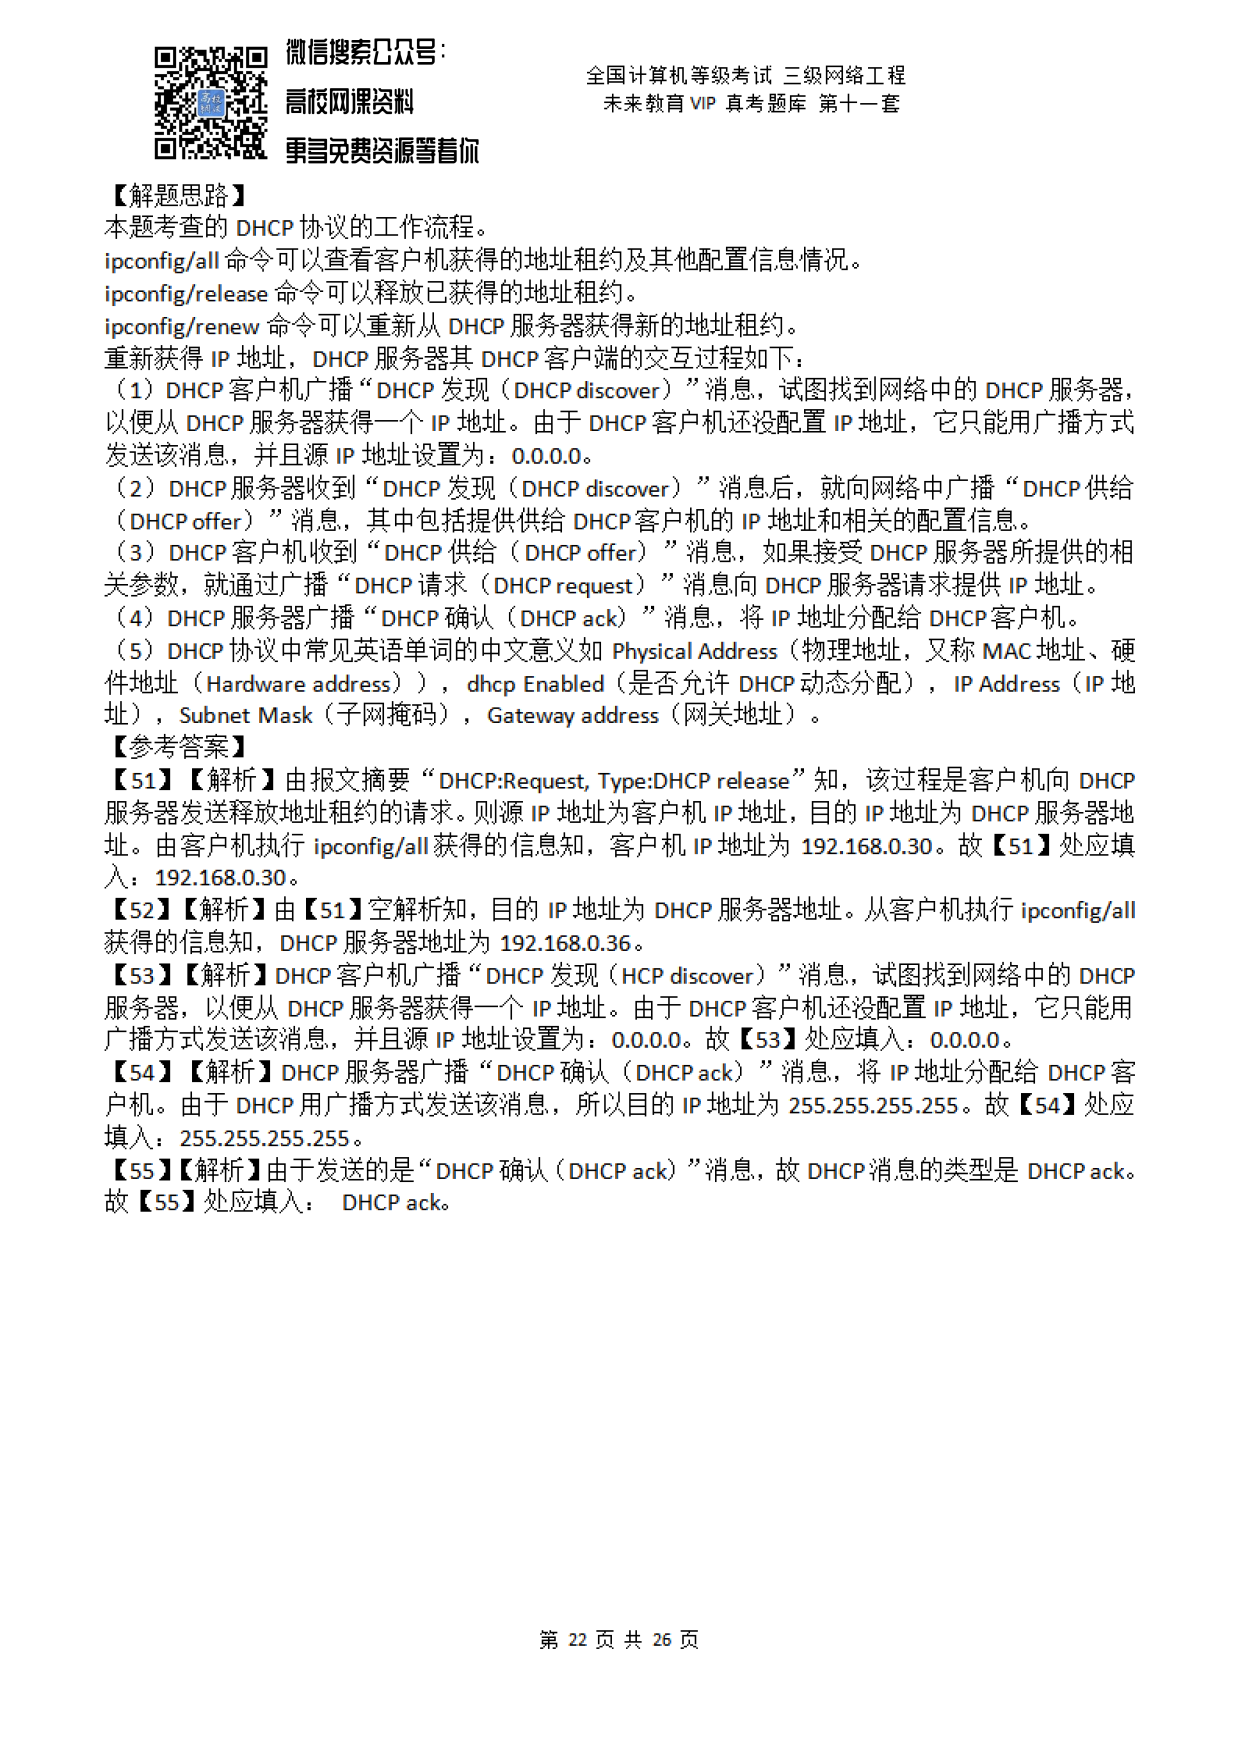 微信搜索公众号：
高校网课资料
更多免费资源等着你
全国计算机等级考试 三级网络工程
未来教育 VIP 真考题库 第十一套
【解题思路】
本题考查的 DHCP 协议的工作流程。
ipconfig/all 命令可以查看客户机获得的地址租约及其他配置信息情况。
ipconfig/release 命令可以释放已获得的地址租约。
ipconfig/renew 命令可以重新从 DHCP 服务器获得新的地址租约。
重新获得 IP 地址，DHCP 服务器其 DHCP 客户端的交互过程如下：
（1）DHCP 客户机广播“DHCP 发现（DHCP discover）”消息，试图找到网络中的 DHCP 服务器，
以便从 DHCP 服务器获得一个 IP 地址。由于 DHCP 客户机还没配置 IP 地址，它只能用广播方式
发送该消息，并且源 IP 地址设置为：0.0.0.0。
（2）DHCP 服务器收到“DHCP 发现（DHCP discover）”消息后，就向网络中广播“DHCP 供给
（DHCP offer）”消息，其中包括提供供给 DHCP 客户机的 IP 地址和相关的配置信息。
（3）DHCP 客户机收到“DHCP 供给（DHCP offer）”消息，如果接受 DHCP 服务器所提供的相
关参数，就通过广播“DHCP 请求（DHCP request）”消息向 DHCP 服务器请求提供 IP 地址。
（4）DHCP 服务器广播“DHCP 确认（DHCP ack）”消息，将 IP 地址分配给 DHCP 客户机。
（5）DHCP 协议中常见英语单词的中文意义如 Physical Address（物理地址，又称 MAC 地址、硬
件地址（Hardware address）），dhcp Enabled（是否允许 DHCP 动态分配），IP Address（IP 地
址），Subnet Mask（子网掩码），Gateway address（网关地址）。
【参考答案】
【51】【解析】由报文摘要“DHCP:Request, Type:DHCP release”知，该过程是客户机向 DHCP
服务器发送释放地址租约的请求。则源 IP 地址为客户机 IP 地址，目的 IP 地址为 DHCP 服务器地
址。由客户机执行 ipconfig/all 获得的信息知，客户机 IP 地址为 192.168.0.30。故【51】处应填
入：192.168.0.30。
【52】【解析】由【51】空解析知，目的 IP 地址为 DHCP 服务器地址。从客户机执行 ipconfig/all
获得的信息知，DHCP 服务器地址为 192.168.0.36。
【53】【解析】DHCP 客户机广播“DHCP 发现（HCP discover）”消息，试图找到网络中的 DHCP
服务器，以便从 DHCP 服务器获得一个 IP 地址。由于 DHCP 客户机还没配置 IP 地址，它只能用
广播方式发送该消息，并且源 IP 地址设置为：0.0.0.0。故【53】处应填入：0.0.0.0。
【54】【解析】DHCP 服务器广播“DHCP 确认（DHCP ack）”消息，将 IP 地址分配给 DHCP 客
户机。由于 DHCP 用广播方式发送该消息，所以目的 IP 地址为 255.255.255.255。故【54】处应
填入：255.255.255.255。
【55】【解析】由于发送的是“DHCP 确认（DHCP ack）”消息，故 DHCP 消息的类型是 DHCP ack。
故【55】处应填入： DHCP ack。
第 22 页 共 26 页